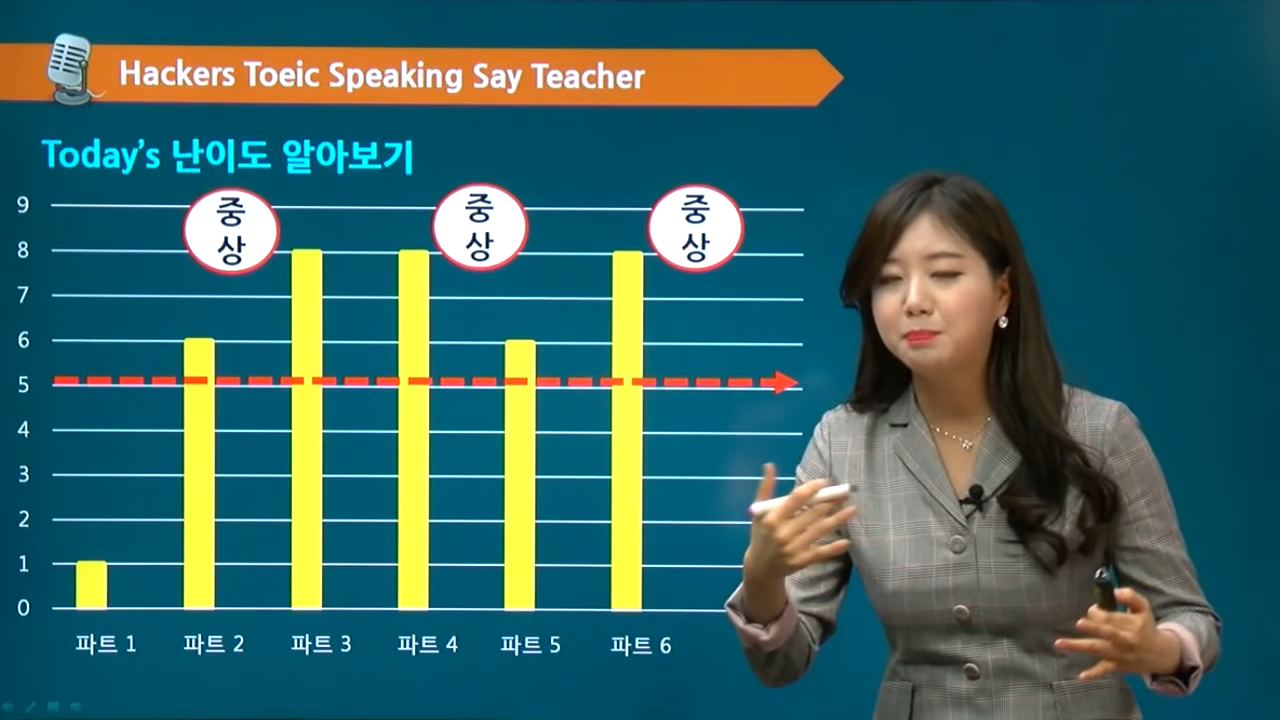 Hackers Toeic Speaking Say Teacher
Today's 난이도 알아보기
9
중
상
중
상
중
상
8
7
6
5
4
3
2
1
0
파트 1
파트 2
파트 3
파트 4
파트 5
파트 6